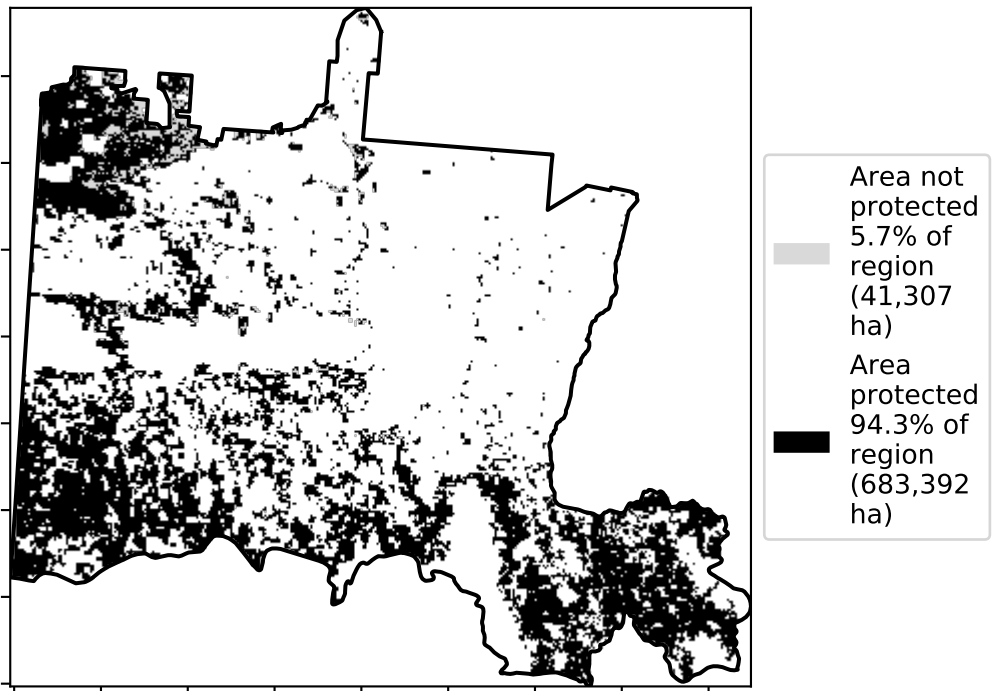 Area not
protected
5.7% of
region
(41,307
ha)
Area
protected
94.3% of
region
(683,392
ha)